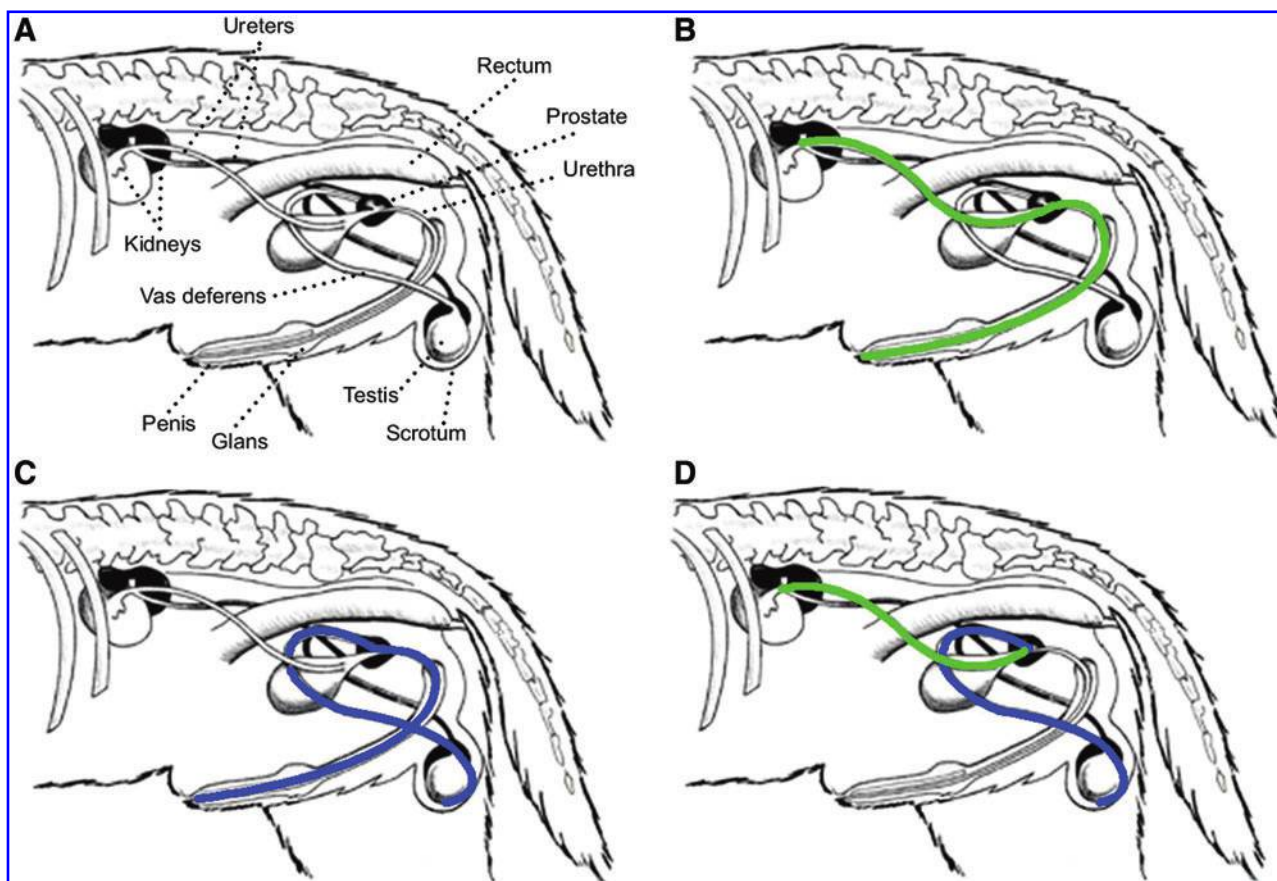 A
Ureters
B
Rectum
Prostate
Urethra
Kidneys
Vas deferens
Testis
Penis
Glans
Scrotum
C
D